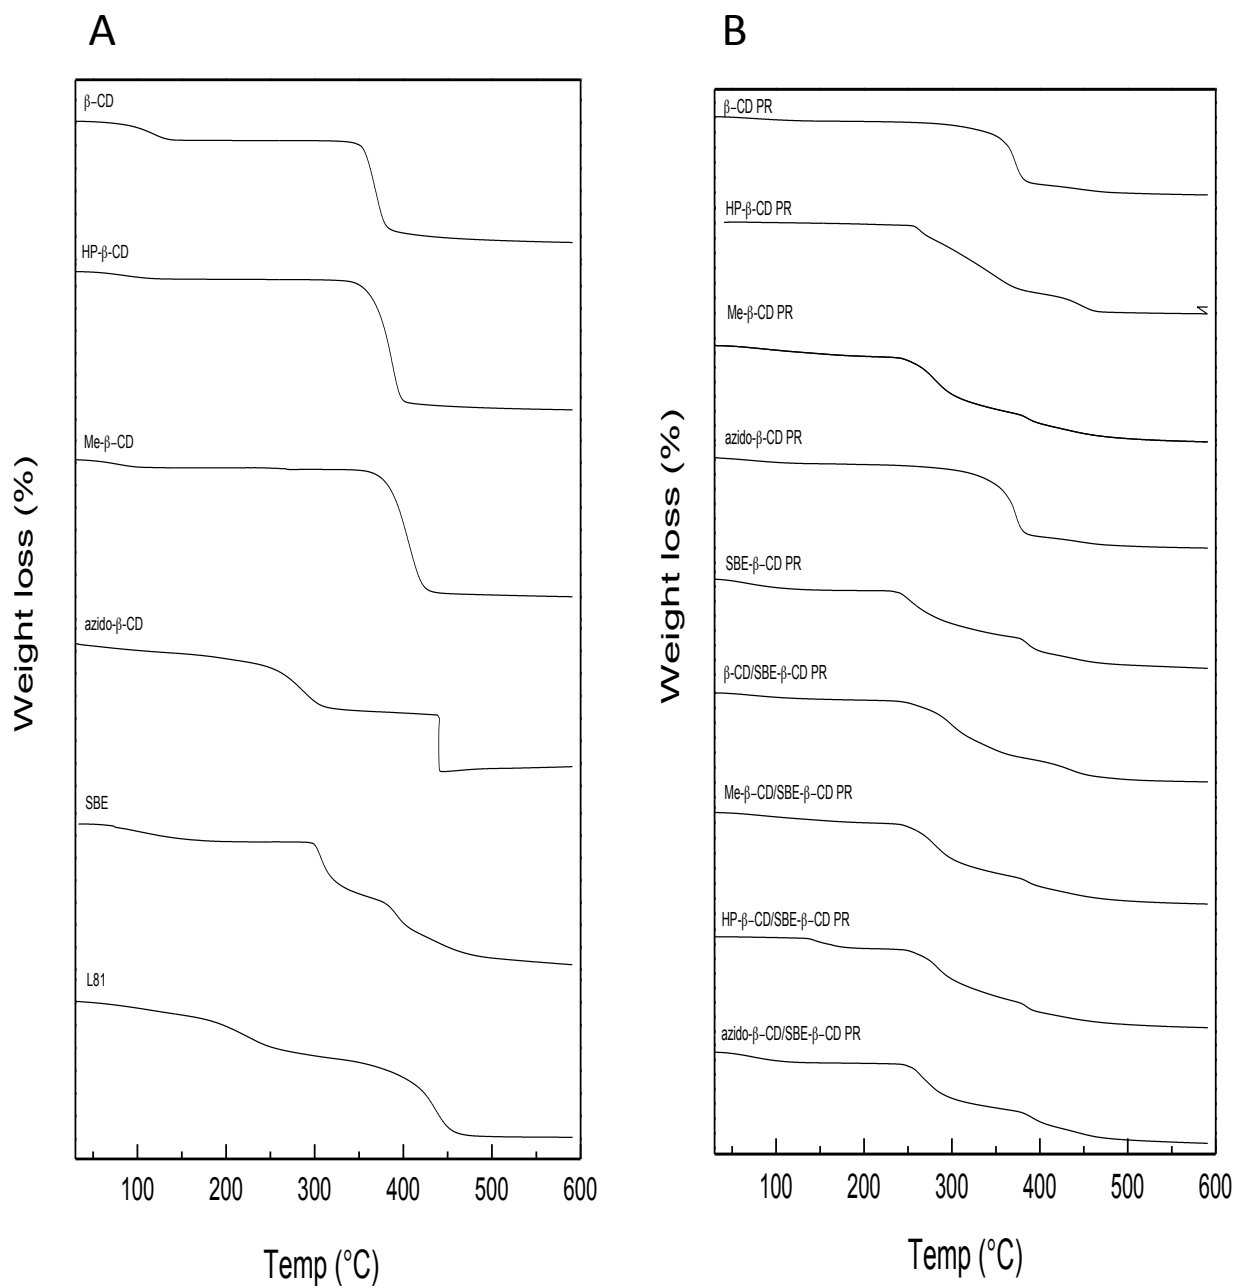 A
β–CD
HP-β–CD
Me-β–CD
azido-β-CD
SBE
L81
Weight loss (%)
100 200 300 400 500 600
Temp (°C)
B
β-CD PR
HP-β-CD PR
Me-β-CD PR
azido-β-CD PR
SBE-β–CD PR
β-CD/SBE-β-CD PR
Me-β–CD/SBE-β–CD PR
HP-β–CD/SBE-β–CD PR
azido-β–CD/SBE-β–CD PR
Weight loss (%)
100 200 300 400 500 600
Temp (°C)